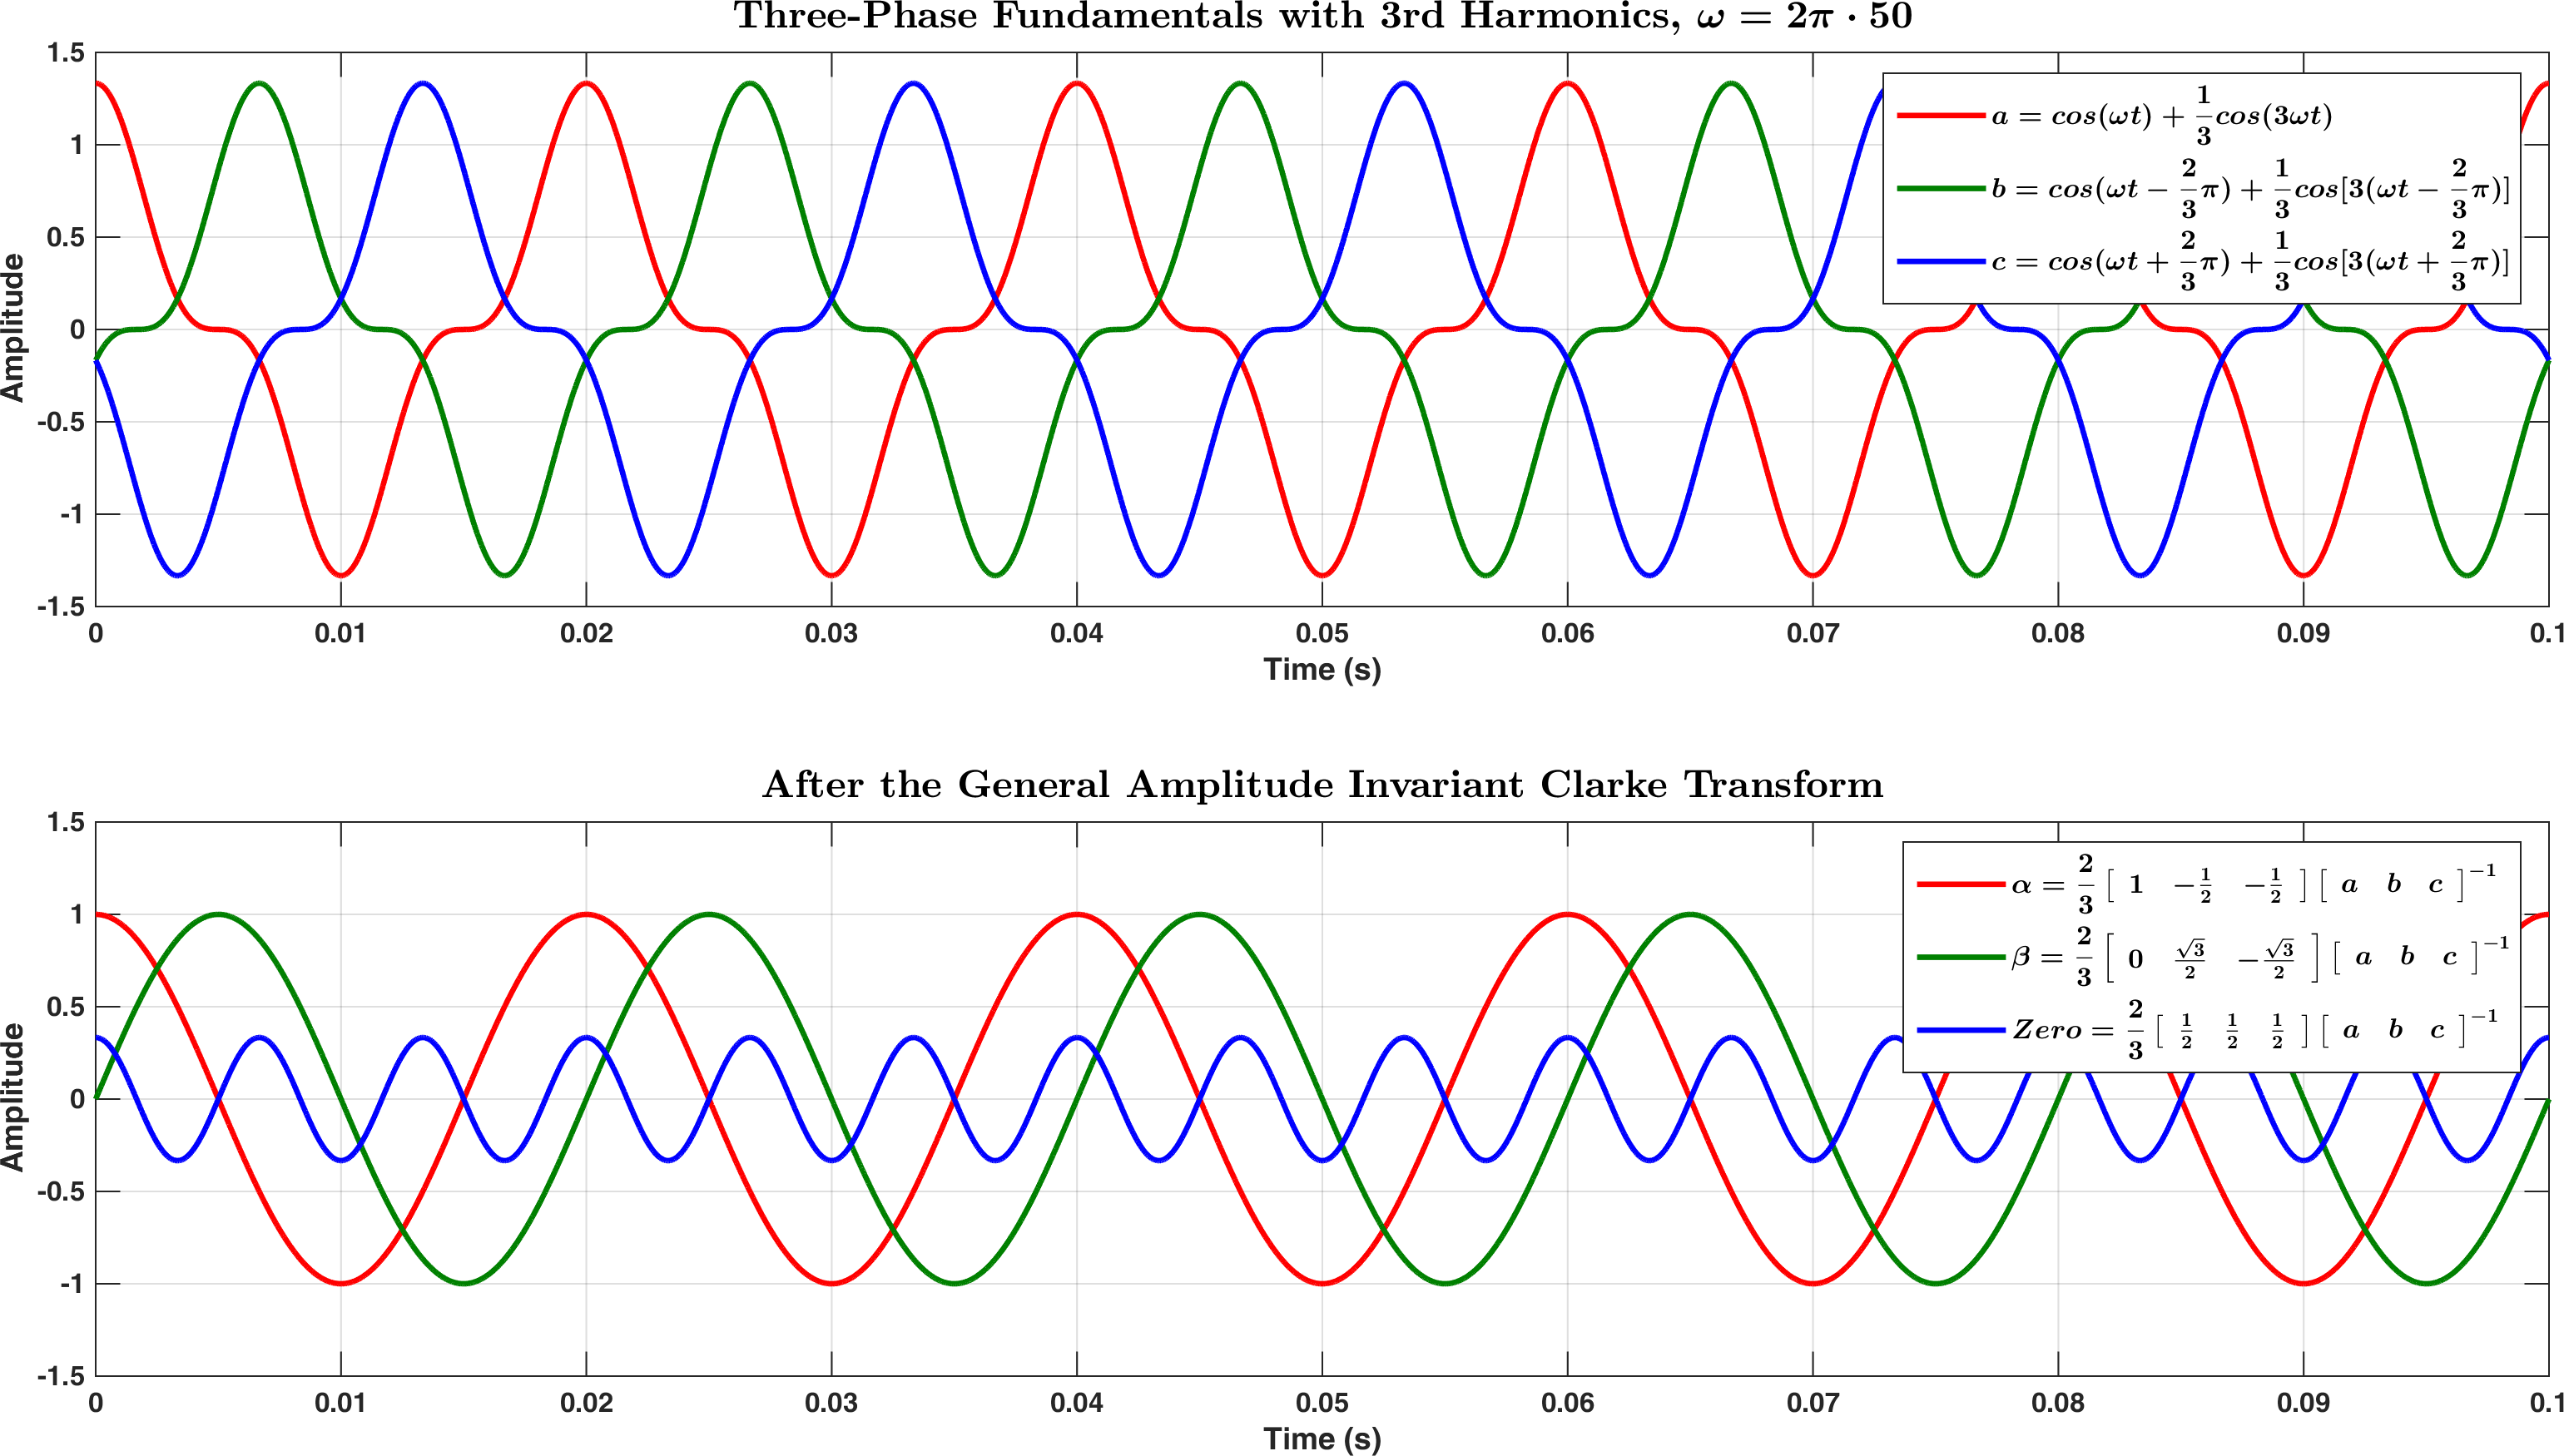 Three-Phase Fundamentals with 3rd Harmonics, ω = 2π · 50
1.5
1
0.5
0
-0.5
-1
-1.5
Amplitude
a = cos(ωt) + 1/3 cos(3ωt)
b = cos(ωt − 2/3 π) + 1/3 cos[3(ωt − 2/3 π)]
c = cos(ωt + 2/3 π) + 1/3 cos[3(ωt + 2/3 π)]
0 0.01 0.02 0.03 0.04 0.05 0.06 0.07 0.08 0.09 0.1
Time (s)
After the General Amplitude Invariant Clarke Transform
1.5
1
0.5
0
-0.5
-1
-1.5
Amplitude
α = 2/3 [ 1 −1/2 −1/2 ] [ a b c ]⁻¹
β = 2/3 [ 0 √3/2 −√3/2 ] [ a b c ]⁻¹
Zero = 2/3 [ 1/2 1/2 1/2 ] [ a b c ]⁻¹
0 0.01 0.02 0.03 0.04 0.05 0.06 0.07 0.08 0.09 0.1
Time (s)